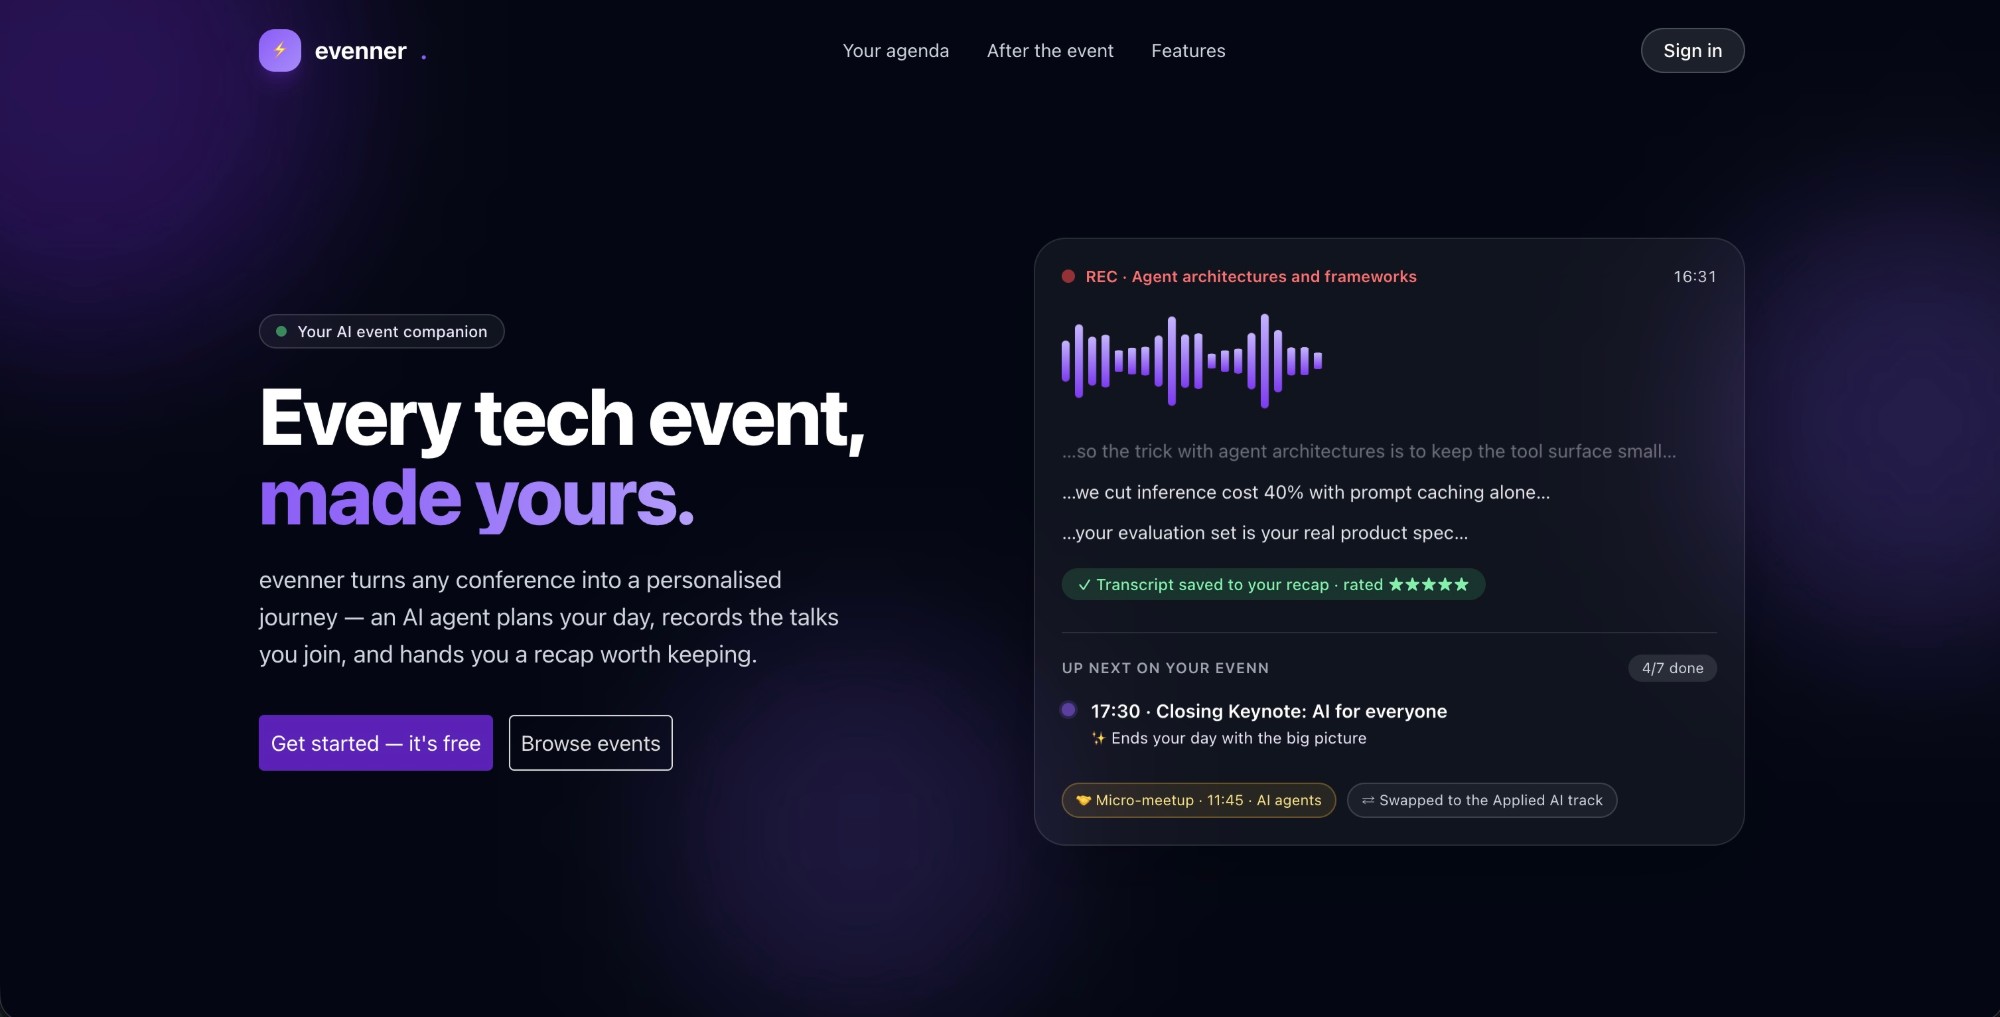 evenner .
Your agenda
After the event
Features
Sign in
Your AI event companion
Every tech event,
made yours.
evenner turns any conference into a personalised
journey — an AI agent plans your day, records the talks
you join, and hands you a recap worth keeping.
Get started — it's free
Browse events
REC · Agent architectures and frameworks
16:31
...so the trick with agent architectures is to keep the tool surface small...
...we cut inference cost 40% with prompt caching alone...
...your evaluation set is your real product spec...
✓ Transcript saved to your recap · rated ★★★★★
UP NEXT ON YOUR EVENN
4/7 done
17:30 · Closing Keynote: AI for everyone
✨ Ends your day with the big picture
🤝 Micro-meetup · 11:45 · AI agents
⇄ Swapped to the Applied AI track